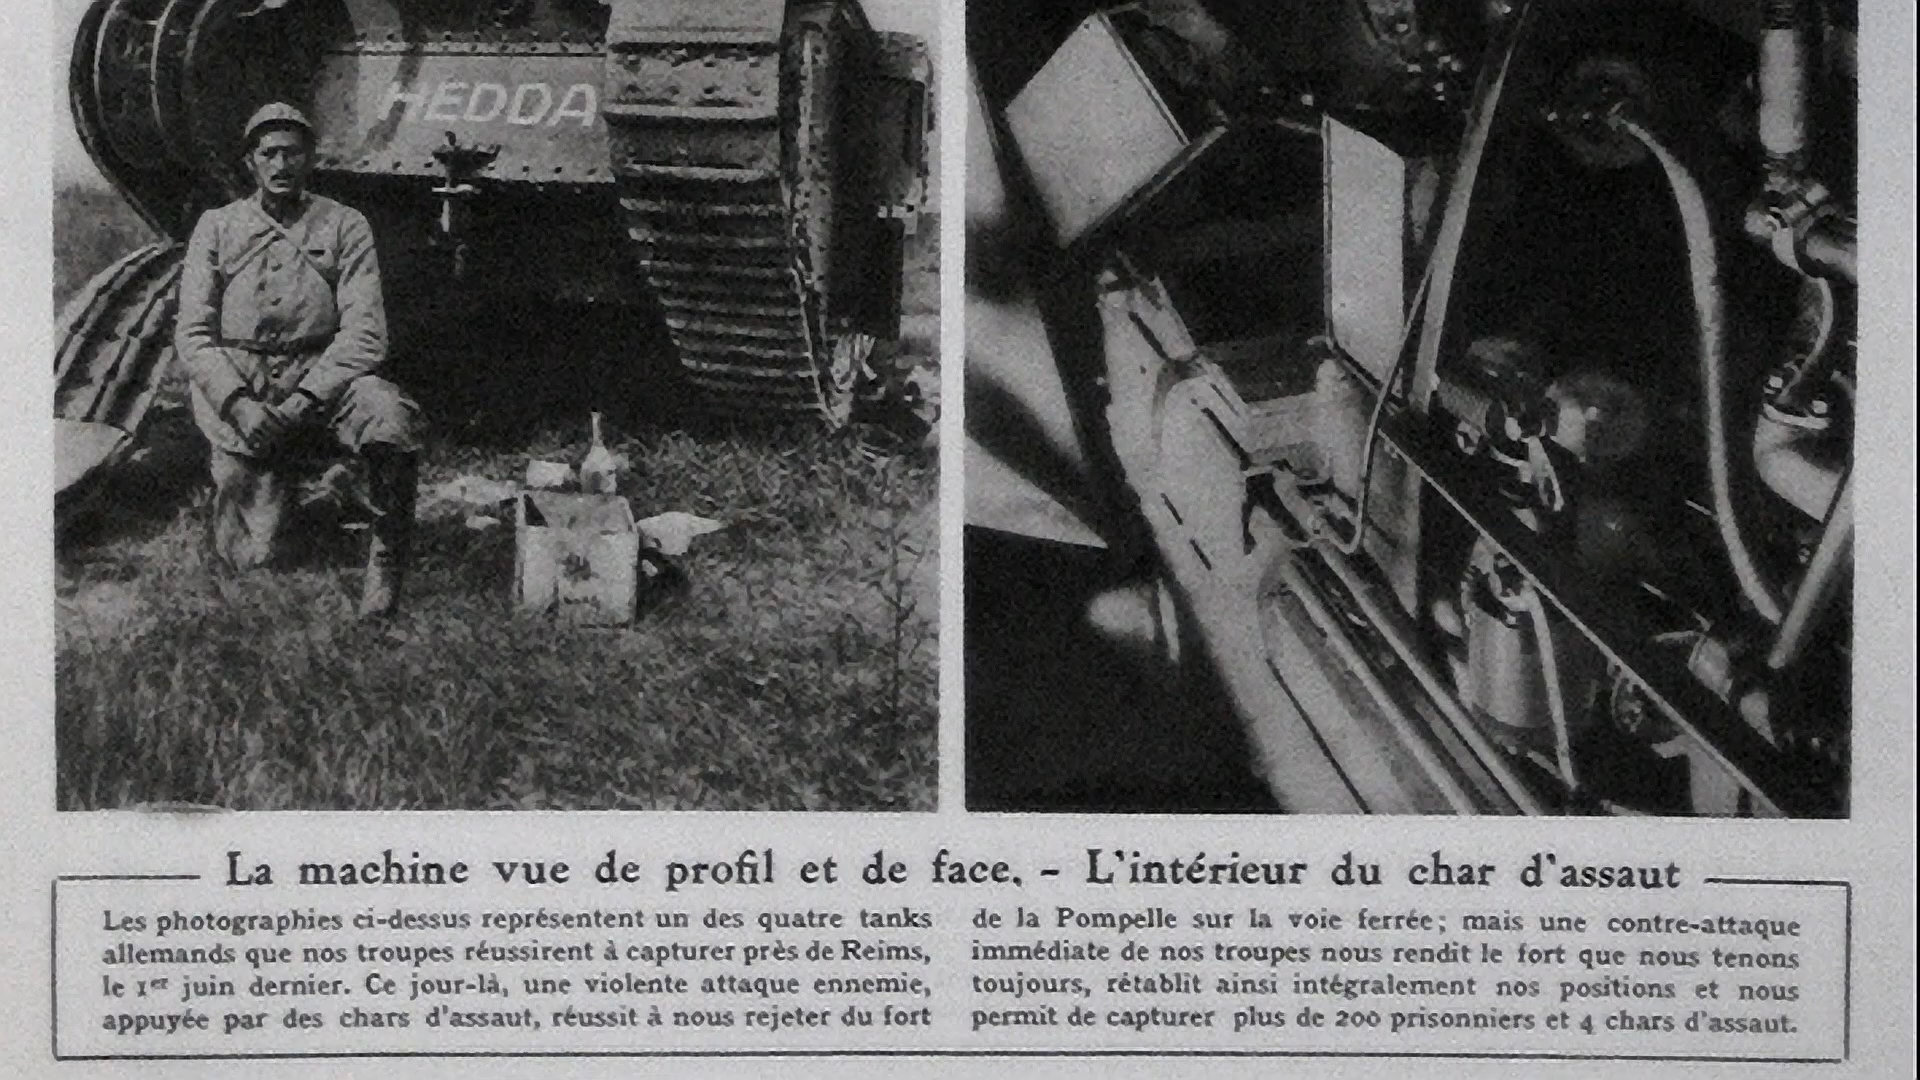 HEDDA
La machine vue de profil et de face. - L'intérieur du char d'assaut
Les photographies ci-dessus représentent un des quatre tanks
allemands que nos troupes réussirent à capturer près de Reims,
le 1er juin dernier. Ce jour-là, une violente attaque ennemie,
appuyée par des chars d'assaut, réussit à nous rejeter du fort
de la Pompelle sur la voie ferrée; mais une contre-attaque
immédiate de nos troupes nous rendit le fort que nous tenons
toujours, rétablit ainsi intégralement nos positions et nous
permit de capturer plus de 200 prisonniers et 4 chars d'assaut.